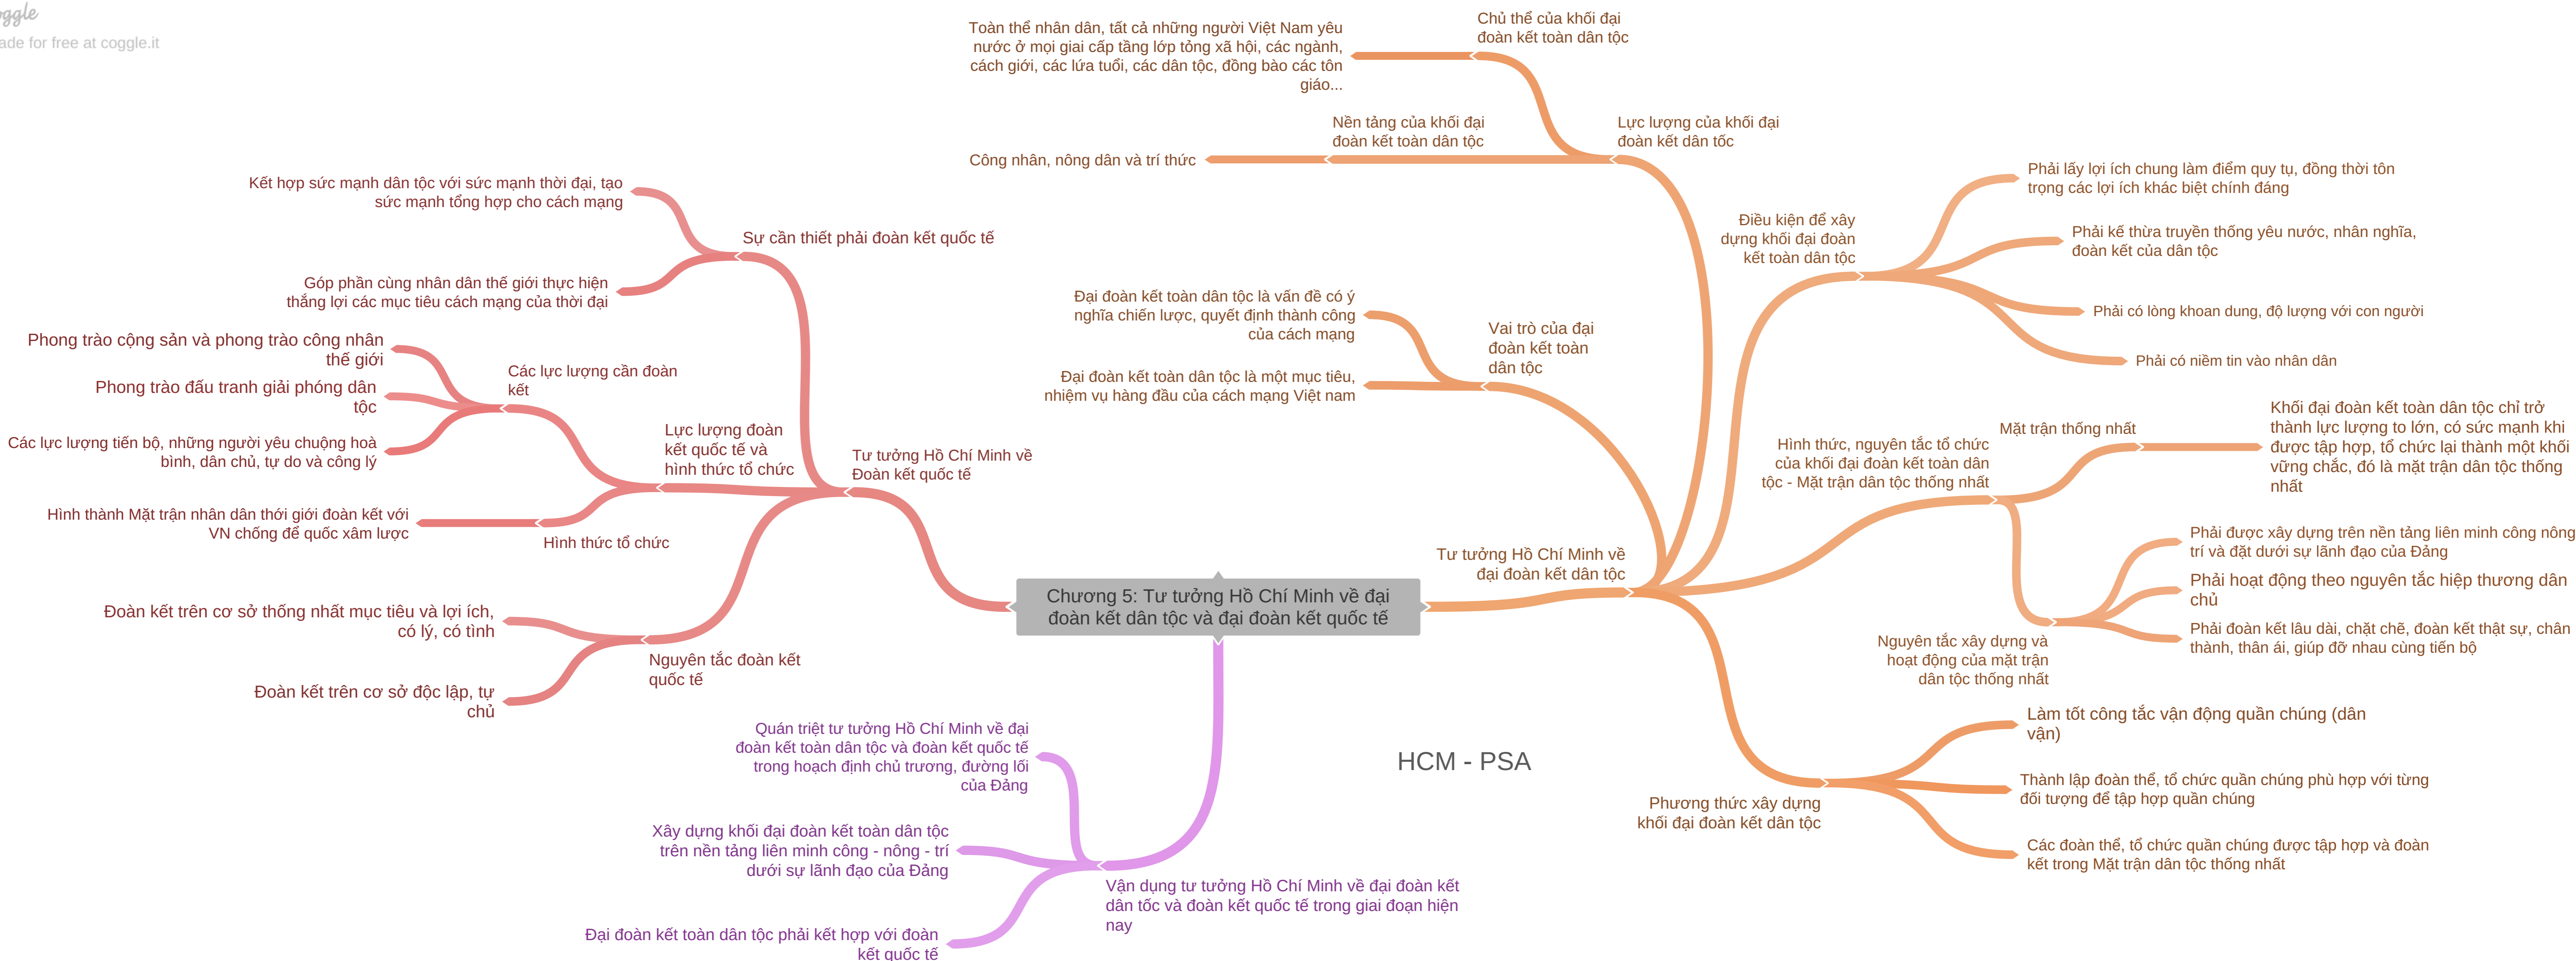 ade for free at coggle.it
Chương 5: Tư tưởng Hồ Chí Minh về đại
đoàn kết dân tộc và đại đoàn kết quốc tế
HCM - PSA
Tư tưởng Hồ Chí Minh về
đại đoàn kết dân tộc
Vai trò của đại
đoàn kết toàn
dân tộc
Đại đoàn kết toàn dân tộc là vấn đề có ý
nghĩa chiến lược, quyết định thành công
của cách mạng
Đại đoàn kết toàn dân tộc là một mục tiêu,
nhiệm vụ hàng đầu của cách mạng Việt nam
Lực lượng của khối đại
đoàn kết dân tốc
Chủ thể của khối đại
đoàn kết toàn dân tộc
Toàn thể nhân dân, tất cả những người Việt Nam yêu
nước ở mọi giai cấp tầng lớp tỏng xã hội, các ngành,
cách giới, các lứa tuổi, các dân tộc, đồng bào các tôn
giáo...
Nền tảng của khối đại
đoàn kết toàn dân tộc
Công nhân, nông dân và trí thức
Điều kiện để xây
dựng khối đại đoàn
kết toàn dân tộc
Phải lấy lợi ích chung làm điểm quy tụ, đồng thời tôn
trọng các lợi ích khác biệt chính đáng
Phải kế thừa truyền thống yêu nước, nhân nghĩa,
đoàn kết của dân tộc
Phải có lòng khoan dung, độ lượng với con người
Phải có niềm tin vào nhân dân
Hình thức, nguyên tắc tổ chức
của khối đại đoàn kết toàn dân
tộc - Mặt trận dân tộc thống nhất
Mặt trận thống nhất
Khối đại đoàn kết toàn dân tộc chỉ trở
thành lực lượng to lớn, có sức mạnh khi
được tập hợp, tổ chức lại thành một khối
vững chắc, đó là mặt trận dân tộc thống
nhất
Nguyên tắc xây dựng và
hoạt động của mặt trận
dân tộc thống nhất
Phải được xây dựng trên nền tảng liên minh công nông
trí và đặt dưới sự lãnh đạo của Đảng
Phải hoạt động theo nguyên tắc hiệp thương dân
chủ
Phải đoàn kết lâu dài, chặt chẽ, đoàn kết thật sự, chân
thành, thân ái, giúp đỡ nhau cùng tiến bộ
Phương thức xây dựng
khối đại đoàn kết dân tộc
Làm tốt công tắc vận động quần chúng (dân
vận)
Thành lập đoàn thể, tổ chức quần chúng phù hợp với từng
đối tượng để tập hợp quần chúng
Các đoàn thể, tổ chức quần chúng được tập hợp và đoàn
kết trong Mặt trận dân tộc thống nhất
Tư tưởng Hồ Chí Minh về
Đoàn kết quốc tế
Sự cần thiết phải đoàn kết quốc tế
Kết hợp sức mạnh dân tộc với sức mạnh thời đại, tạo
sức mạnh tổng hợp cho cách mạng
Góp phần cùng nhân dân thế giới thực hiện
thắng lợi các mục tiêu cách mạng của thời đại
Lực lượng đoàn
kết quốc tế và
hình thức tổ chức
Các lực lượng cần đoàn
kết
Phong trào cộng sản và phong trào công nhân
thế giới
Phong trào đấu tranh giải phóng dân
tộc
Các lực lượng tiến bộ, những người yêu chuộng hoà
bình, dân chủ, tự do và công lý
Hình thức tổ chức
Hình thành Mặt trận nhân dân thới giới đoàn kết với
VN chống để quốc xâm lược
Nguyên tắc đoàn kết
quốc tế
Đoàn kết trên cơ sở thống nhất mục tiêu và lợi ích,
có lý, có tình
Đoàn kết trên cơ sở độc lập, tự
chủ
Vận dụng tư tưởng Hồ Chí Minh về đại đoàn kết
dân tốc và đoàn kết quốc tế trong giai đoạn hiện
nay
Quán triệt tư tưởng Hồ Chí Minh về đại
đoàn kết toàn dân tộc và đoàn kết quốc tế
trong hoạch định chủ trương, đường lối
của Đảng
Xây dựng khối đại đoàn kết toàn dân tộc
trên nền tảng liên minh công - nông - trí
dưới sự lãnh đạo của Đảng
Đại đoàn kết toàn dân tộc phải kết hợp với đoàn
kết quốc tế